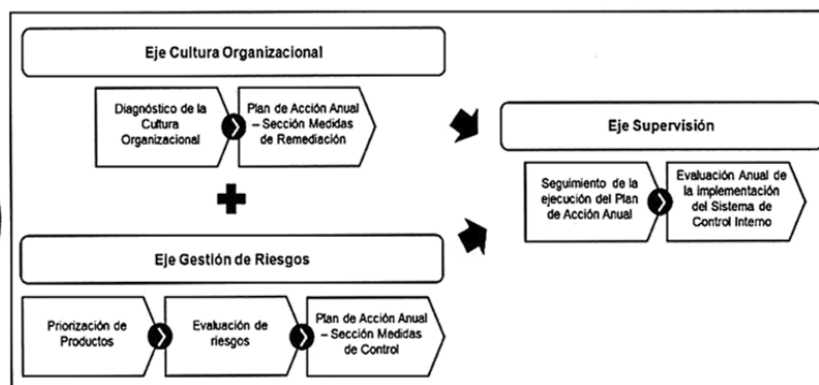 Eje Cultura Organizacional
Diagnóstico de la
Cultura
Organizacional
Plan de Acción Anual
– Sección Medidas
de Remediación
Eje Supervisión
Seguimiento de la
ejecución del Plan
de Acción Anual
Evaluación Anual de
la Implementación
del Sistema de
Control Interno
Eje Gestión de Riesgos
Priorización de
Productos
Evaluación de
riesgos
Plan de Acción Anual
– Sección Medidas
de Control